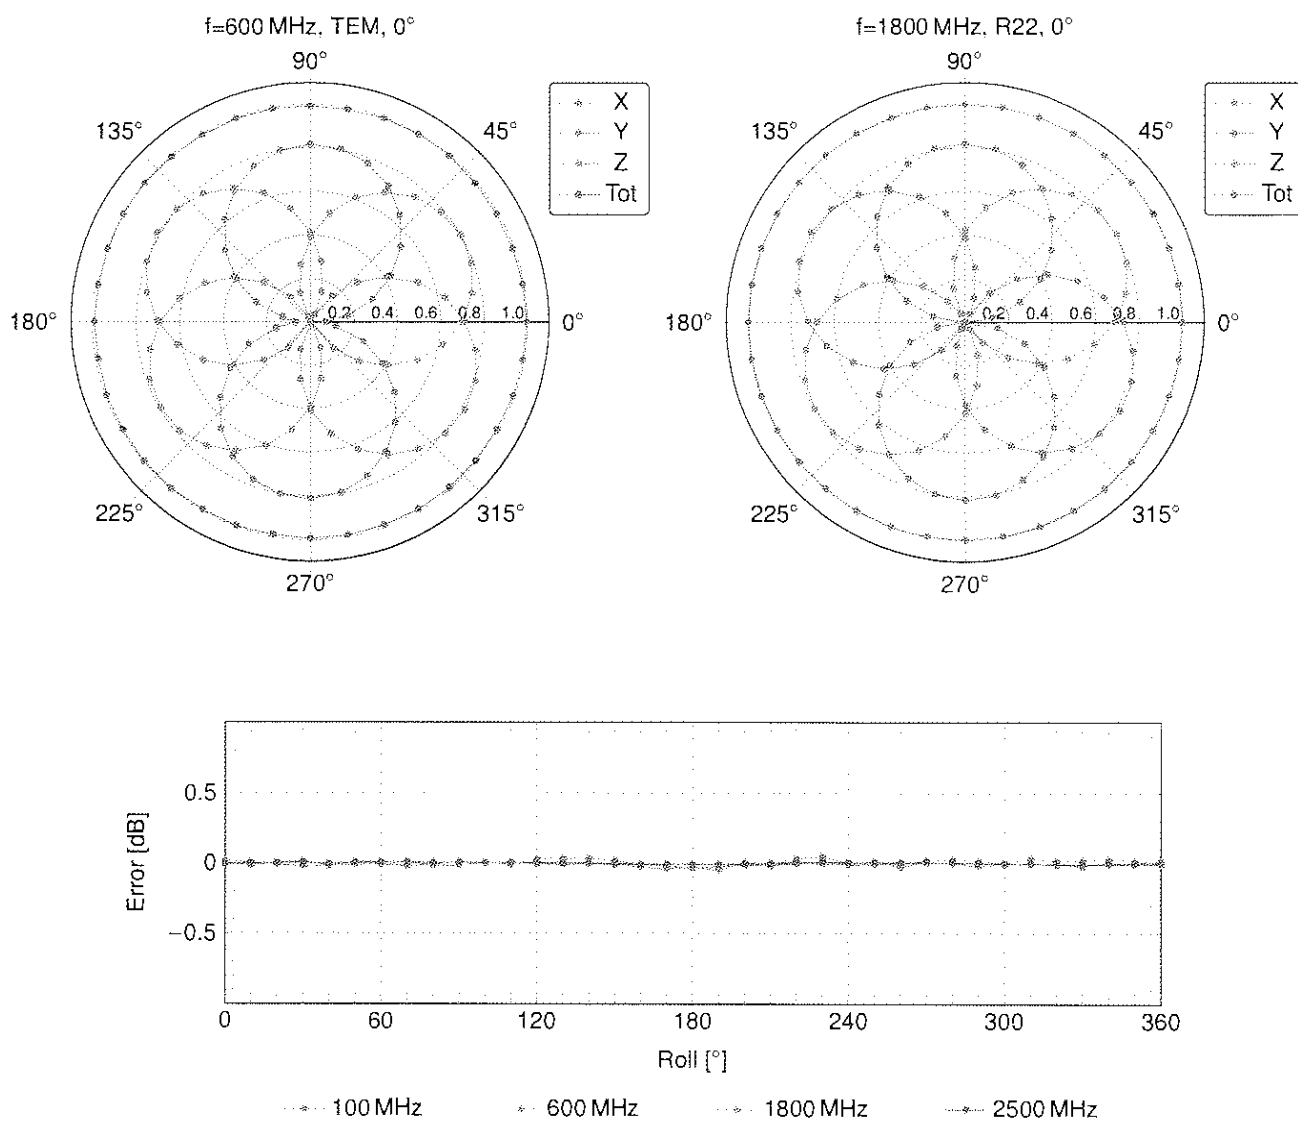 f=600 MHz, TEM, 0°
90°
135°
45°
180°
0.2 0.4 0.6 0.8 1.0
0°
225°
315°
270°
X
Y
Z
Tot
f=1800 MHz, R22, 0°
90°
135°
45°
180°
0.2 0.4 0.6 0.8 1.0
0°
225°
315°
270°
X
Y
Z
Tot
Error [dB]
0.5
0
−0.5
0 60 120 180 240 300 360
Roll [°]
100 MHz 600 MHz 1800 MHz 2500 MHz